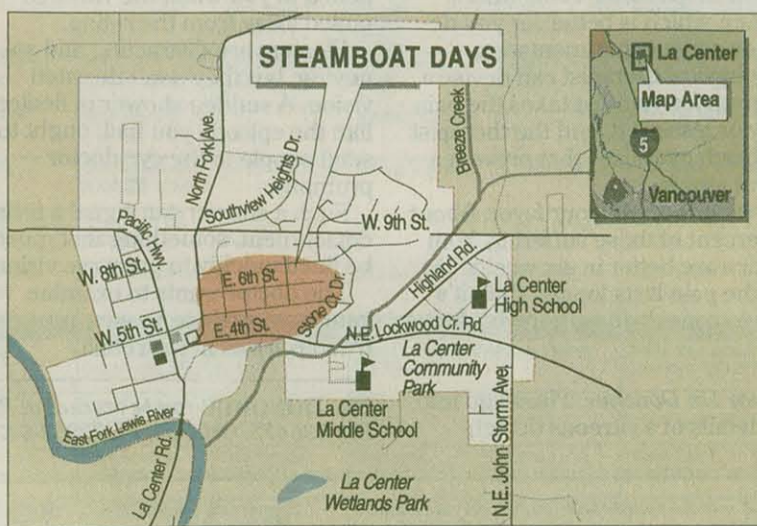 STEAMBOAT DAYS
La Center
Map Area
5
Vancouver
Breeze Creek
North Fork Ave.
Southview Heights Dr.
Pacific Hwy.
W. 9th St.
W. 8th St.
E. 6th St.
Highland Rd.
La Center
High School
Stone Cr. Dr.
W. 5th St.
E. 4th St.
N.E. Lockwood Cr. Rd
La Center
Community
Park
La Center
Middle School
N.E. John Storm Ave.
East Fork Lewis River
La Center Rd.
La Center
Wetlands Park